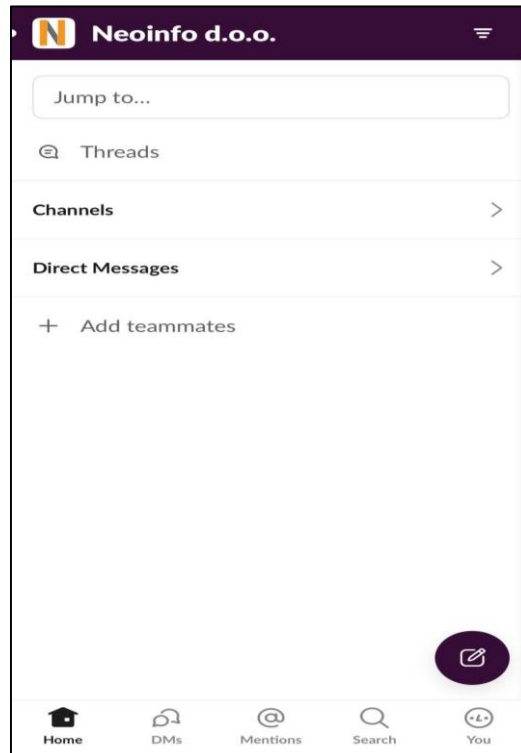 N Neoinfo d.o.o.
Jump to...
Threads
Channels
Direct Messages
+ Add teammates
Home DMs Mentions Search You